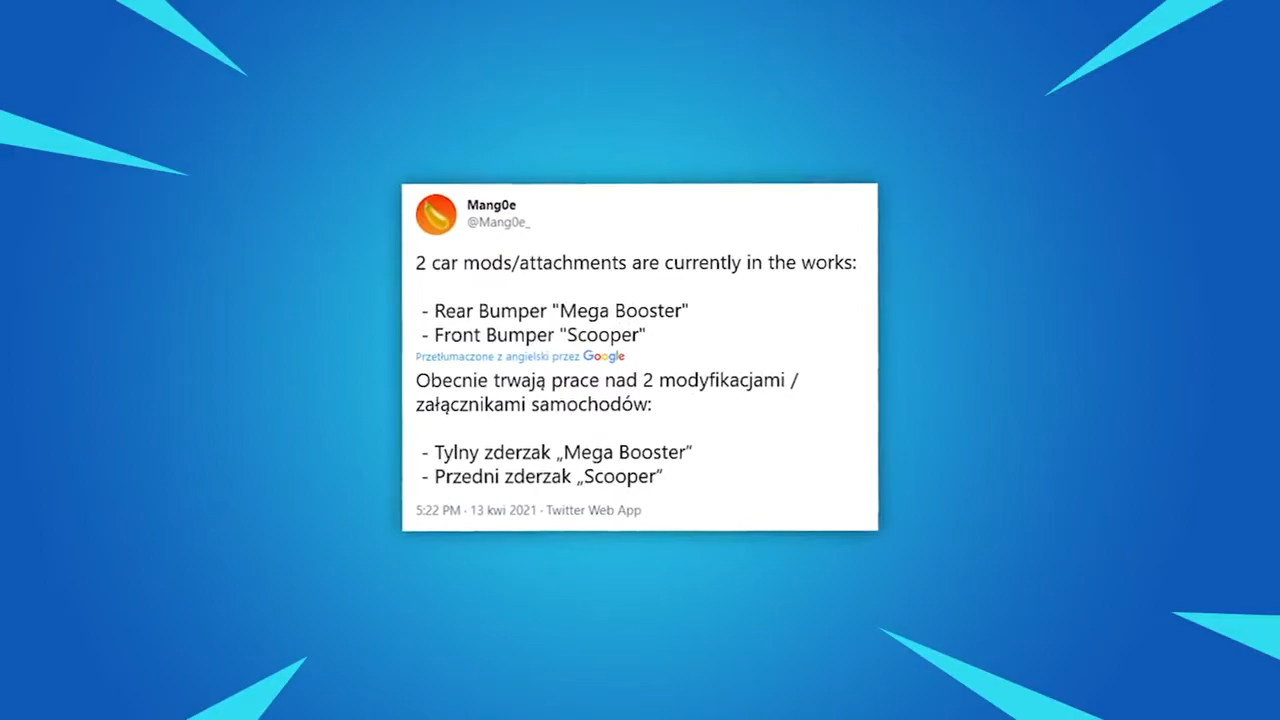 Mang0e
@Mang0e_
2 car mods/attachments are currently in the works:
- Rear Bumper "Mega Booster"
- Front Bumper "Scooper"
Przetłumaczone z angielski przez Google
Obecnie trwają prace nad 2 modyfikacjami /
załącznikami samochodów:
- Tylny zderzak „Mega Booster”
- Przedni zderzak „Scooper”
5:22 PM · 13 kwi 2021 · Twitter Web App